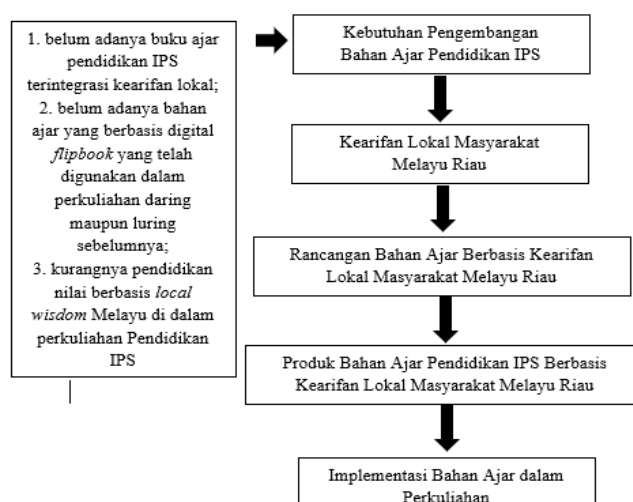 1. belum adanya buku ajar
pendidikan IPS
terintegrasi kearifan lokal;
2. belum adanya bahan
ajar yang berbasis digital
flipbook yang telah
digunakan dalam
perkuliahan daring
maupun luring
sebelumnya;
3. kurangnya pendidikan
nilai berbasis local
wisdom Melayu di dalam
perkuliahan Pendidikan
IPS
Kebutuhan Pengembangan
Bahan Ajar Pendidikan IPS
Kearifan Lokal Masyarakat
Melayu Riau
Rancangan Bahan Ajar Berbasis Kearifan
Lokal Masyarakat Melayu Riau
Produk Bahan Ajar Pendidikan IPS Berbasis
Kearifan Lokal Masyarakat Melayu Riau
Implementasi Bahan Ajar dalam
Perkuliahan